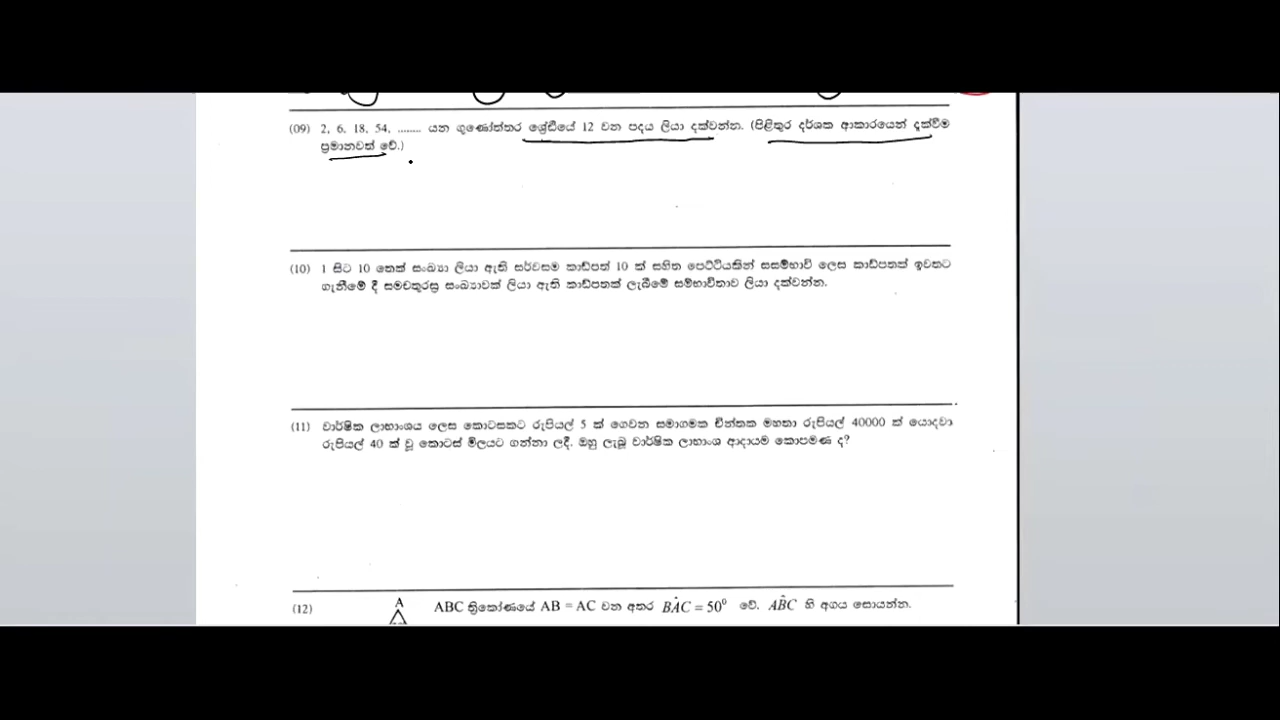 (09) 2, 6, 18, 54, ........ යන ගුණෝත්තර ශ්‍රේඪියේ 12 වන පදය ලියා දක්වන්න. (පිළිතුර දර්ශක ආකාරයෙන් දැක්වීම
ප්‍රමානවත් වේ.)
(10) 1 සිට 10 තෙක් සංඛ්‍යා ලියා ඇති සර්වසම කාඩ්පත් 10 ක් සහිත පෙට්ටියකින් සසම්භාවි ලෙස කාඩ්පතක් ඉවතට
ගැනීමේ දී සමචතුරස්‍ර සංඛ්‍යාවක් ලියා ඇති කාඩ්පතක් ලැබීමේ සම්භාවිතාව ලියා දක්වන්න.
(11) වාර්ෂික ලාභාංශය ලෙස කොටසකට රුපියල් 5 ක් ගෙවන සමාගමක චින්තක මහතා රුපියල් 40000 ක් යොදවා
රුපියල් 40 ක් වූ කොටස් මිලයට ගන්නා ලදී. ඔහු ලැබූ වාර්ෂික ලාභාංශ ආදායම කොපමණ ද?
(12) A ABC ත්‍රිකෝණයේ AB = AC වන අතර BÂC = 50⁰ වේ. AB̂C හි අගය සොයන්න.